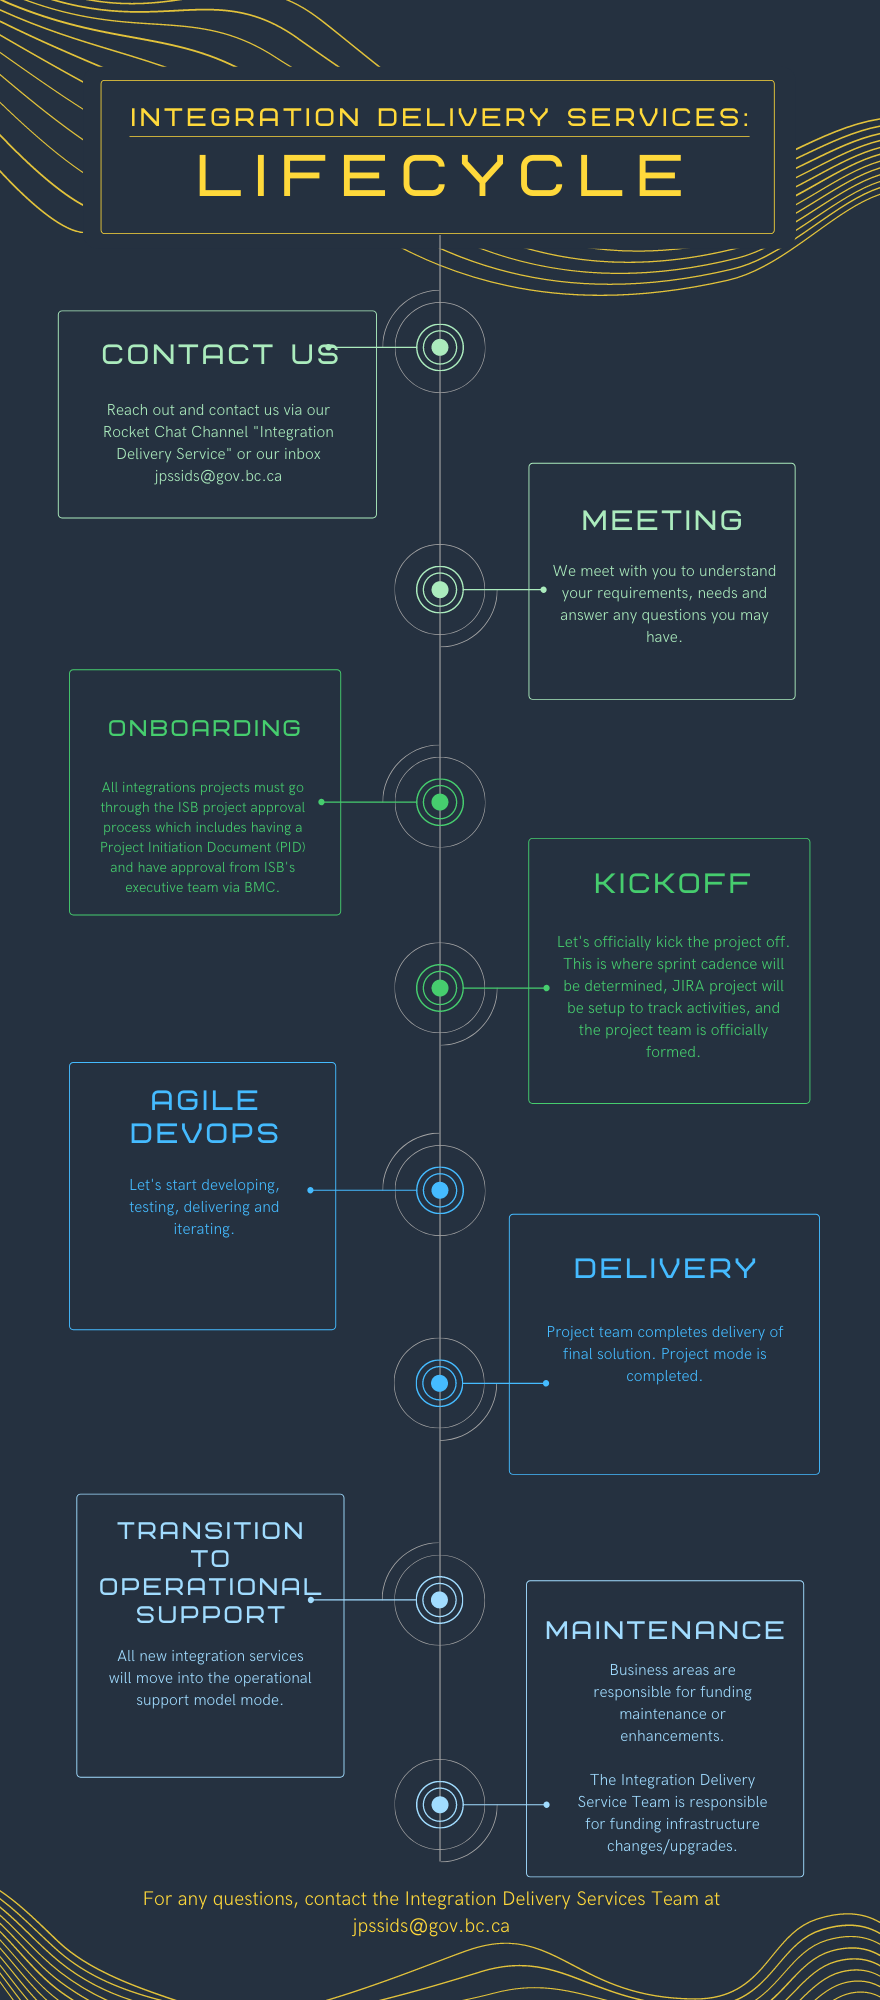 INTEGRATION DELIVERY SERVICES:
LIFECYCLE
CONTACT US
Reach out and contact us via our
Rocket Chat Channel "Integration
Delivery Service" or our inbox
jpssids@gov.bc.ca
MEETING
We meet with you to understand
your requirements, needs and
answer any questions you may
have.
ONBOARDING
All integrations projects must go
through the ISB project approval
process which includes having a
Project Initiation Document (PID)
and have approval from ISB's
executive team via BMC.
KICKOFF
Let's officially kick the project off.
This is where sprint cadence will
be determined, JIRA project will
be setup to track activities, and
the project team is officially
formed.
AGILE
DEVOPS
Let's start developing,
testing, delivering and
iterating.
DELIVERY
Project team completes delivery of
final solution. Project mode is
completed.
TRANSITION
TO
OPERATIONAL
SUPPORT
All new integration services
will move into the operational
support model mode.
MAINTENANCE
Business areas are
responsible for funding
maintenance or
enhancements.
The Integration Delivery
Service Team is responsible
for funding infrastructure
changes/upgrades.
For any questions, contact the Integration Delivery Services Team at
jpssids@gov.bc.ca